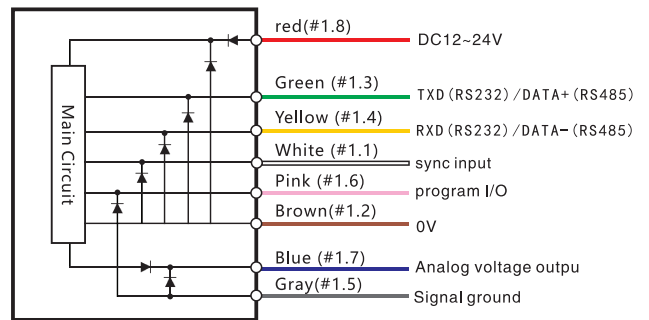 red(#1.8)
DC12~24V
Green (#1.3)
TXD(RS232)/DATA+(RS485)
Yellow (#1.4)
RXD(RS232)/DATA-(RS485)
White (#1.1)
sync input
Pink (#1.6)
program I/O
Brown(#1.2)
0V
Blue (#1.7)
Analog voltage outpu
Gray(#1.5)
Signal ground
Main Circuit